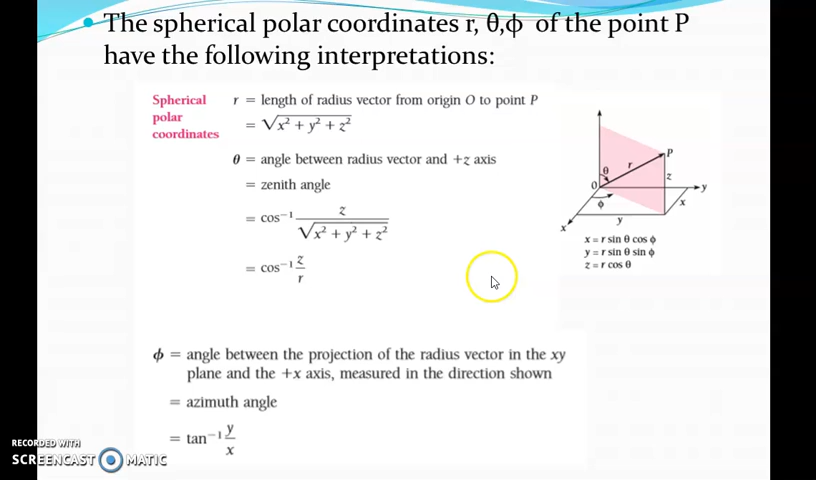 • The spherical polar coordinates r, θ,ϕ of the point P
have the following interpretations:
Spherical
polar
coordinates
r = length of radius vector from origin O to point P
= √x² + y² + z²
θ = angle between radius vector and +z axis
= zenith angle
= cos⁻¹ z / √x² + y² + z²
= cos⁻¹ z/r
ϕ = angle between the projection of the radius vector in the xy
plane and the +x axis, measured in the direction shown
= azimuth angle
= tan⁻¹ y/x
P
r
θ
z
O
y
x
ϕ
y
x
x = r sin θ cos ϕ
y = r sin θ sin ϕ
z = r cos θ
RECORDED WITH
SCREENCAST MATIC